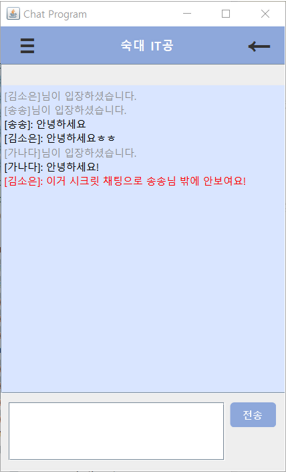 Chat Program
숙대 IT공
[김소은]님이 입장하셨습니다.
[송송]님이 입장하셨습니다.
[송송]: 안녕하세요
[김소은]: 안녕하세요ㅎㅎ
[가나다]님이 입장하셨습니다.
[가나다]: 안녕하세요!
[김소은]: 이거 시크릿 채팅으로 송송님 밖에 안보여요!
전송